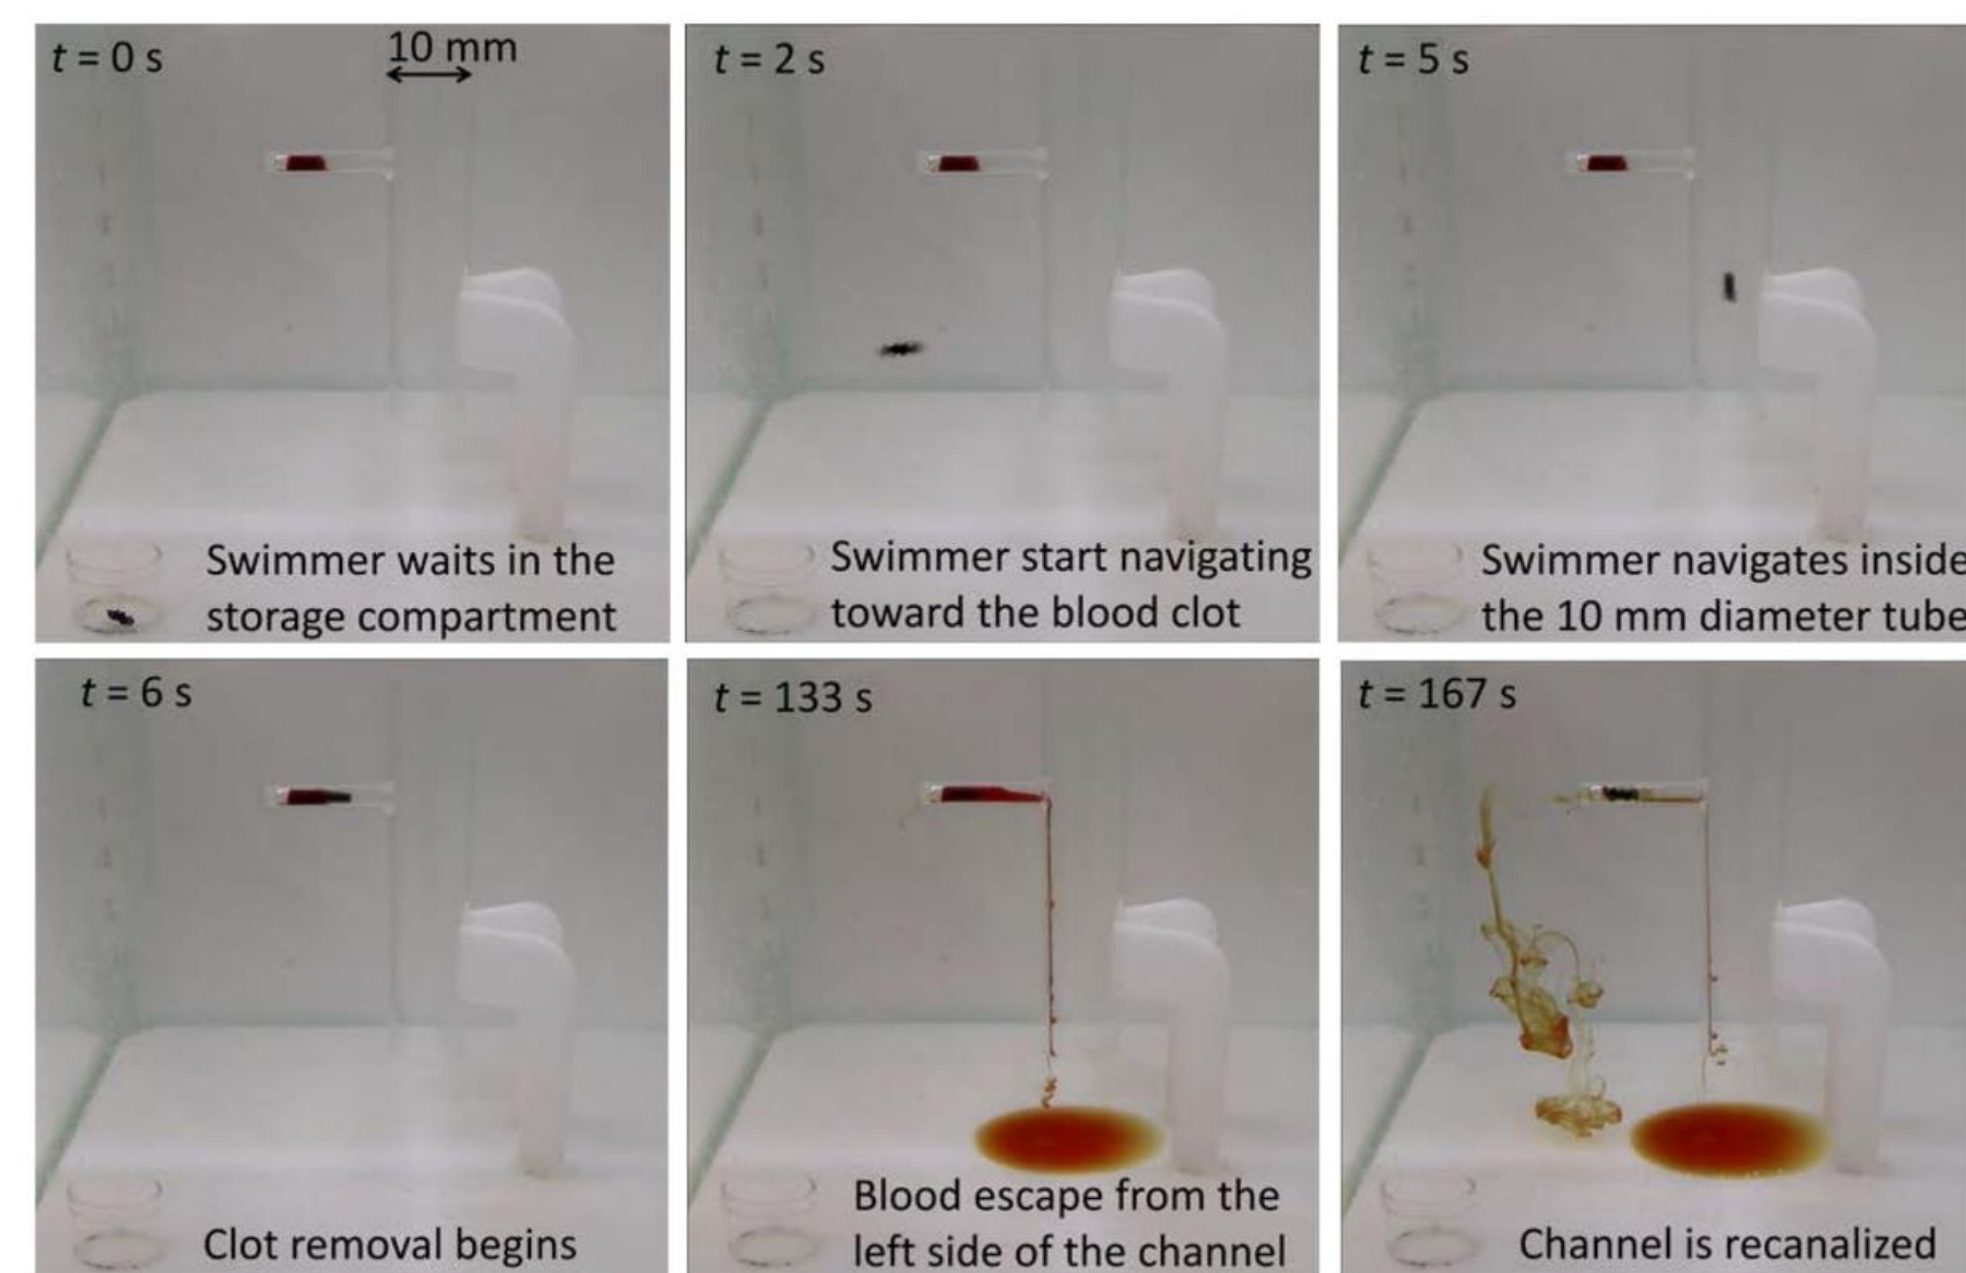 t = 0 s
10 mm
Swimmer waits in the
storage compartment
t = 2 s
Swimmer start navigating
toward the blood clot
t = 5 s
Swimmer navigates inside
the 10 mm diameter tube
t = 6 s
Clot removal begins
t = 133 s
Blood escape from the
left side of the channel
t = 167 s
Channel is recanalized